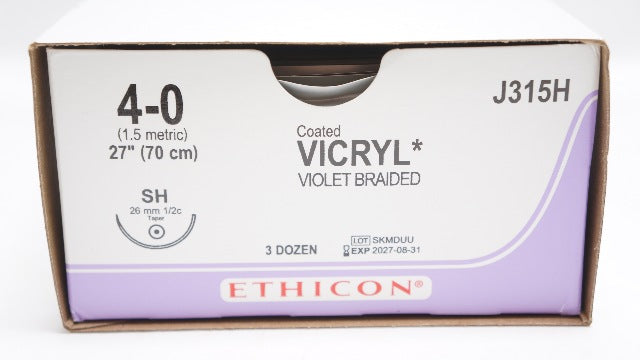 4-0
(1.5 metric)
27" (70 cm)
SH
26 mm 1/2c
Taper
Coated
VICRYL*
VIOLET BRAIDED
3 DOZEN
LOT SKMDUU
EXP 2027-08-31
J315H
ETHICON®